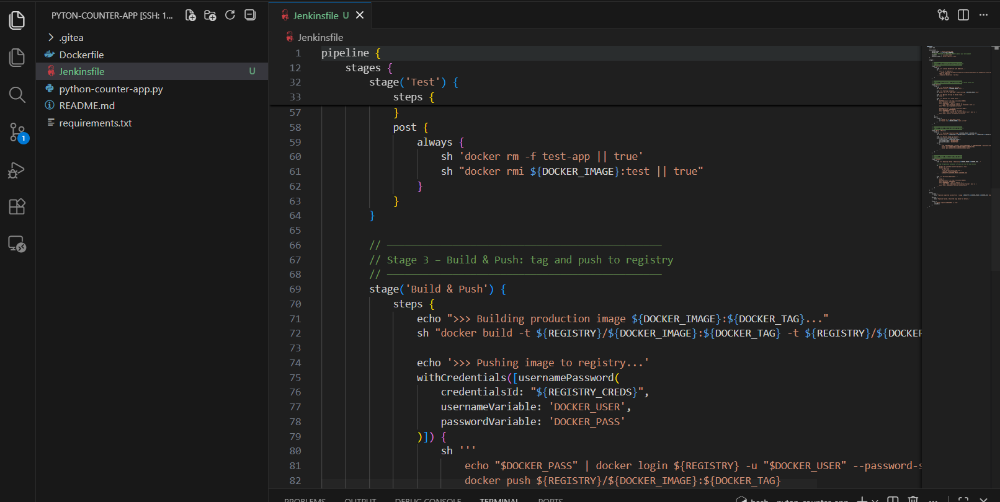 PYTON-COUNTER-APP [SSH: 1...
.gitea
Dockerfile
Jenkinsfile U
python-counter-app.py
README.md
requirements.txt
1
Jenkinsfile U
Jenkinsfile
1 pipeline {
12 stages {
32 stage('Test') {
33 steps {
57 }
58 post {
59 always {
60 sh 'docker rm -f test-app || true'
61 sh "docker rmi ${DOCKER_IMAGE}:test || true"
62 }
63 }
64 }
65
66 // ──────────────────────────────────────────────
67 // Stage 3 – Build & Push: tag and push to registry
68 // ──────────────────────────────────────────────
69 stage('Build & Push') {
70 steps {
71 echo ">>> Building production image ${DOCKER_IMAGE}:${DOCKER_TAG}..."
72 sh "docker build -t ${REGISTRY}/${DOCKER_IMAGE}:${DOCKER_TAG} -t ${REGISTRY}/${DOCKER
73
74 echo '>>> Pushing image to registry...'
75 withCredentials([usernamePassword(
76 credentialsId: "${REGISTRY_CREDS}",
77 usernameVariable: 'DOCKER_USER',
78 passwordVariable: 'DOCKER_PASS'
79 )]) {
80 sh '''
81 echo "$DOCKER_PASS" | docker login ${REGISTRY} -u "$DOCKER_USER" --password-s
82 docker push ${REGISTRY}/${DOCKER_IMAGE}:${DOCKER_TAG}
PROBLEMS OUTPUT DEBUG CONSOLE TERMINAL PORTS
bash - pyton-counter-app